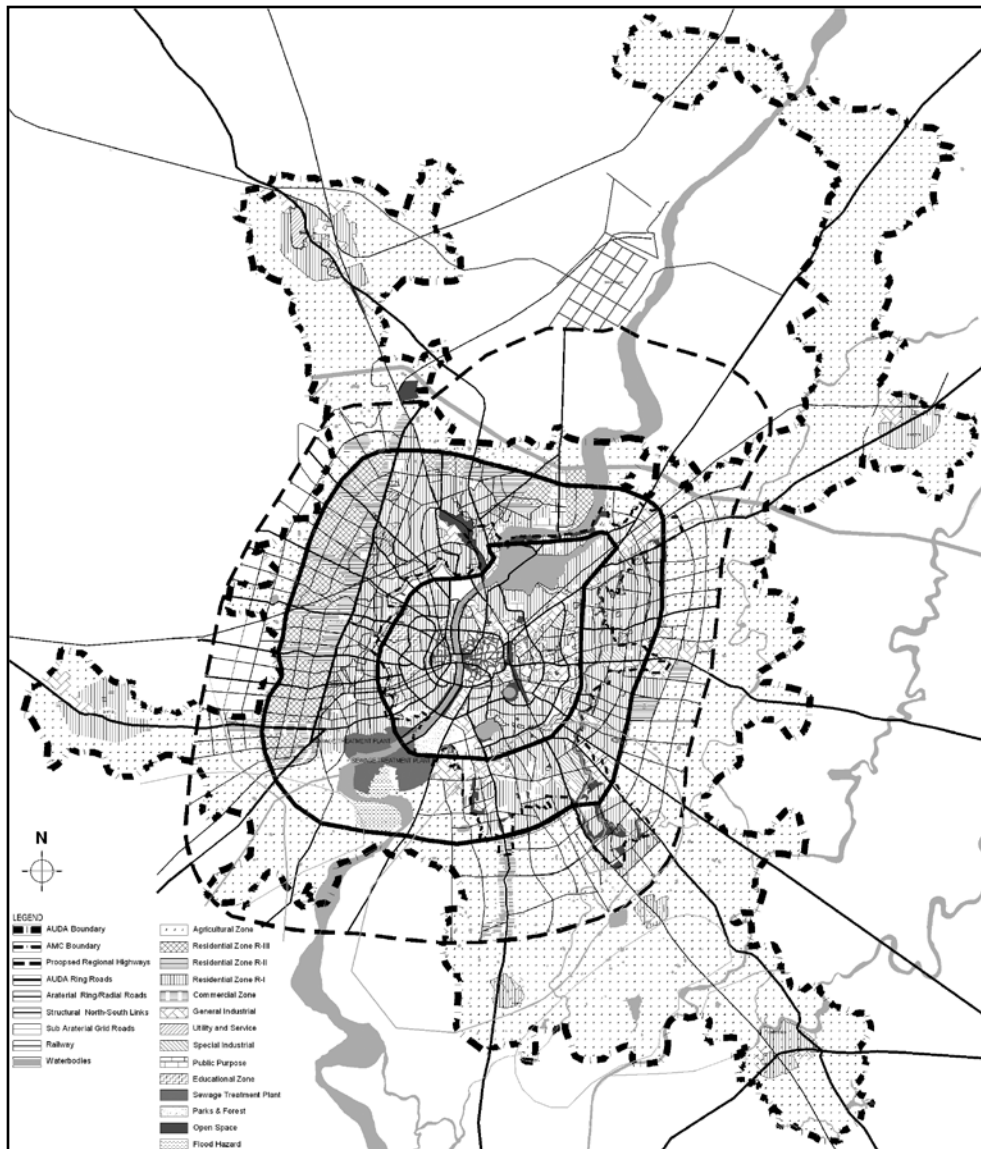 TREATMENT PLANT
SEWAGE TREATMENT PLANT
N
LEGEND
AUDA Boundary
AMC Boundary
Proopsed Regional Highways
AUDA Ring Roads
Araterial Ring/Radial Roads
Structural North-South Links
Sub Araterial Grid Roads
Railway
Waterbodies
Agricultural Zone
Residential Zone R-III
Residential Zone R-II
Residential Zone R-I
Commercial Zone
General Industrial
Utility and Service
Special Industrial
Public Purpose
Educational Zone
Sewage Treatment Plant
Parks & Forest
Open Space
Flood Hazard